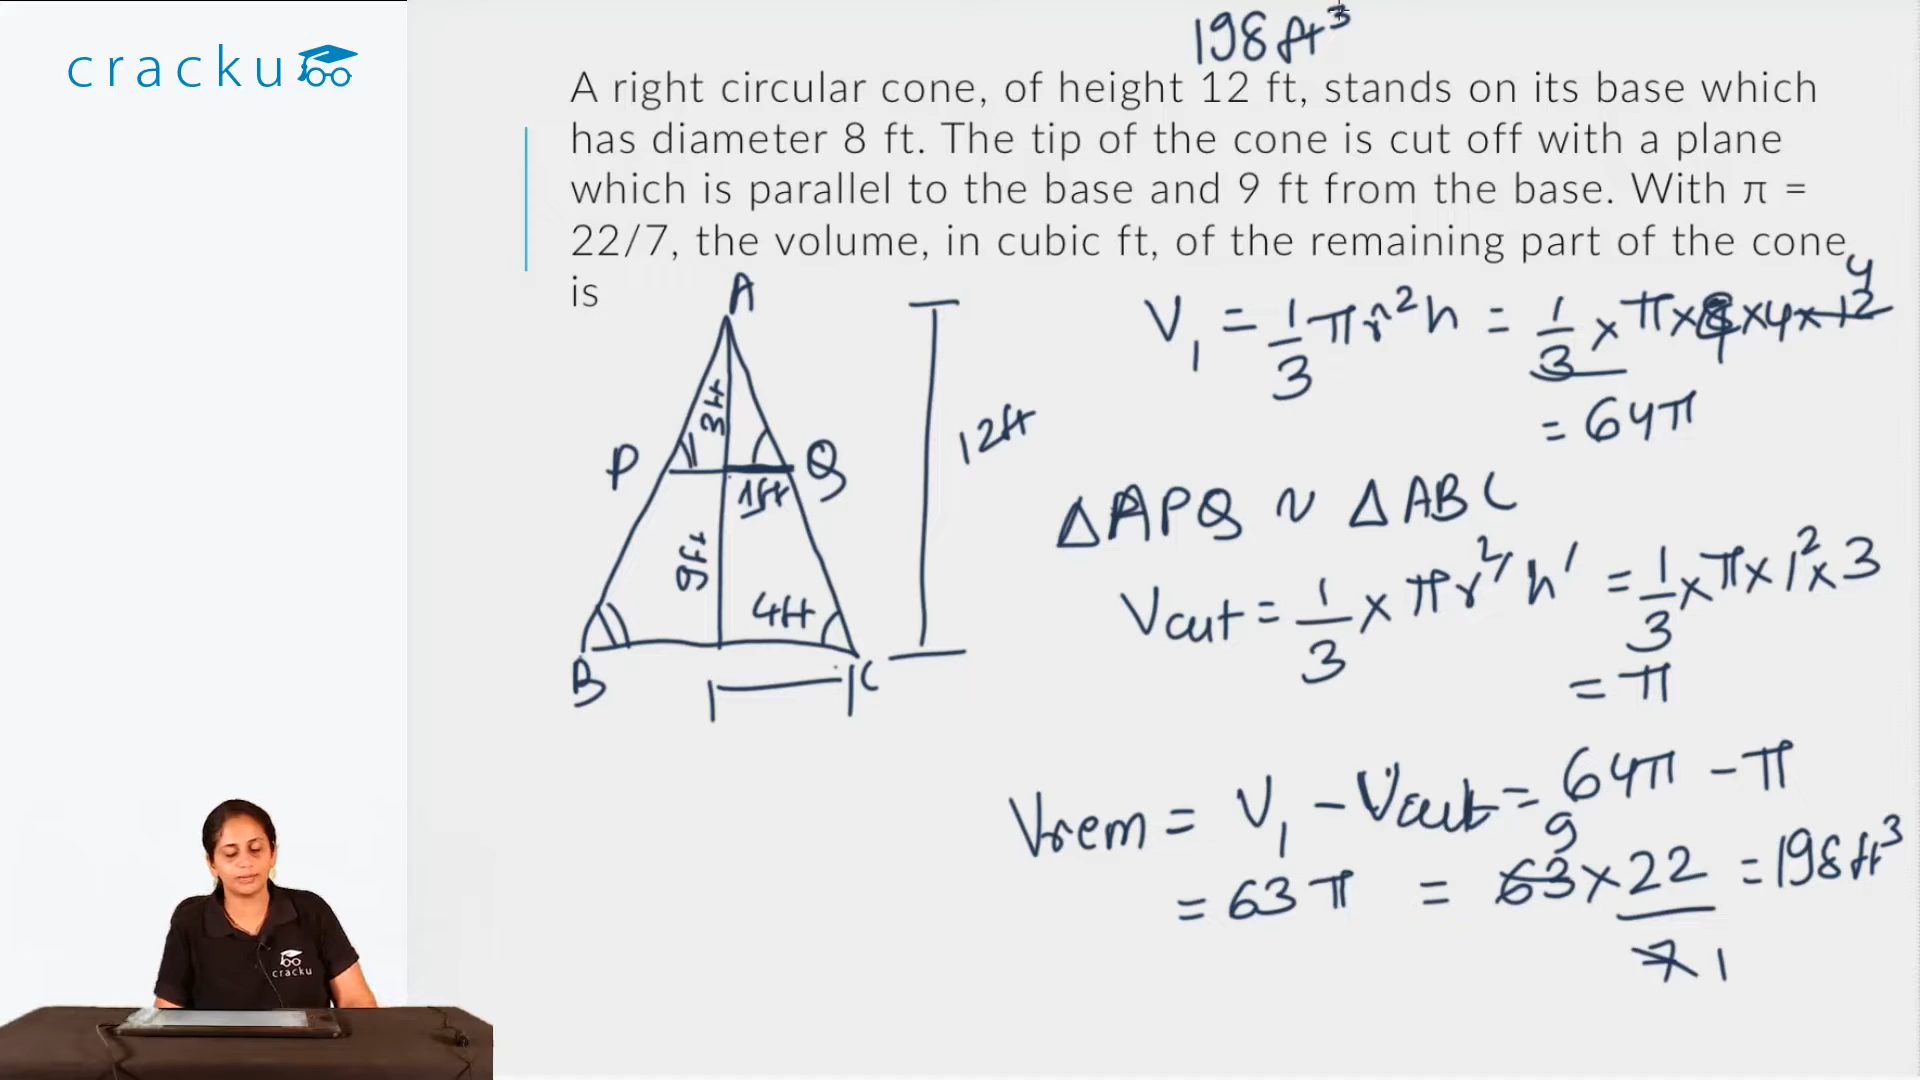 cracku
198 ft³
A right circular cone, of height 12 ft, stands on its base which
has diameter 8 ft. The tip of the cone is cut off with a plane
which is parallel to the base and 9 ft from the base. With π =
22/7, the volume, in cubic ft, of the remaining part of the cone
is
A
3ft
P
Q
1ft
9ft
4ft
B
C
12ft
V₁ = 1/3 πr²h = 1/3 × π × 4 × 4 × 12 4
= 64π
△APQ ~ △ABC
Vcut = 1/3 × πr'²h' = 1/3 × π × 1² × 3
= π
Vrem = V₁ - Vcut = 64π - π
= 63π = 63 9 × 22/7 1 = 198 ft³
cracku